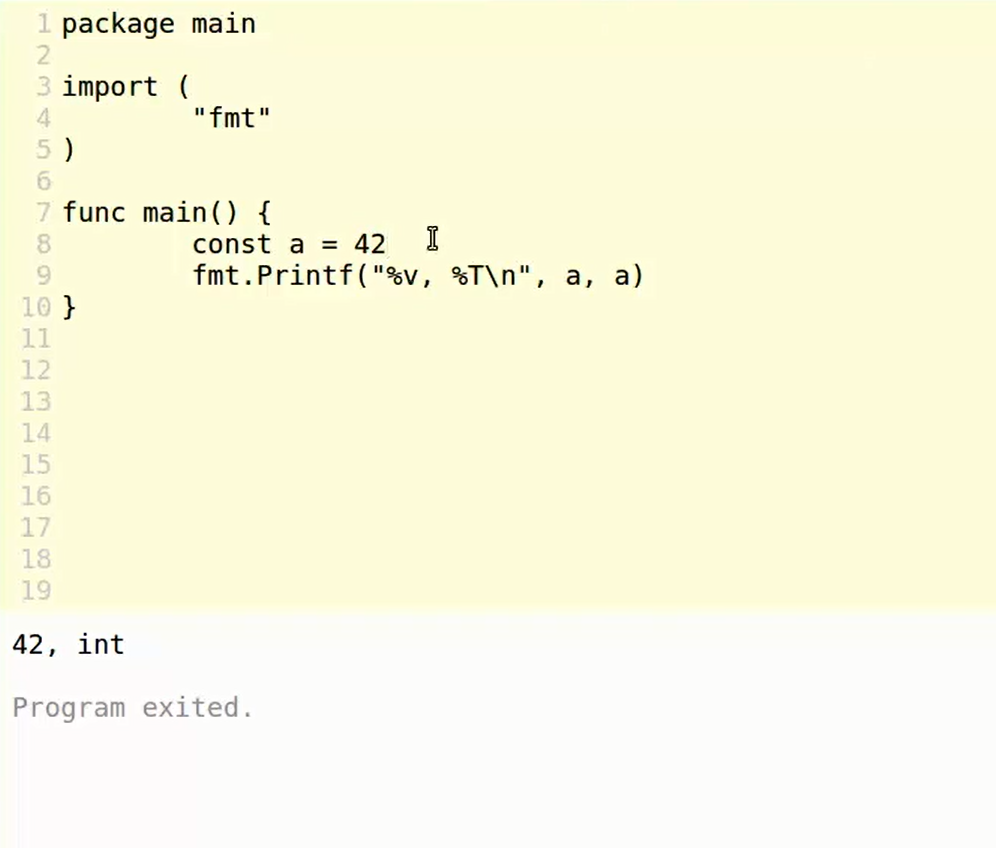 1 package main
2
3 import (
4         "fmt"
5 )
6
7 func main() {
8         const a = 42
9         fmt.Printf("%v, %T\n", a, a)
10 }
11
12
13
14
15
16
17
18
19
42, int
Program exited.